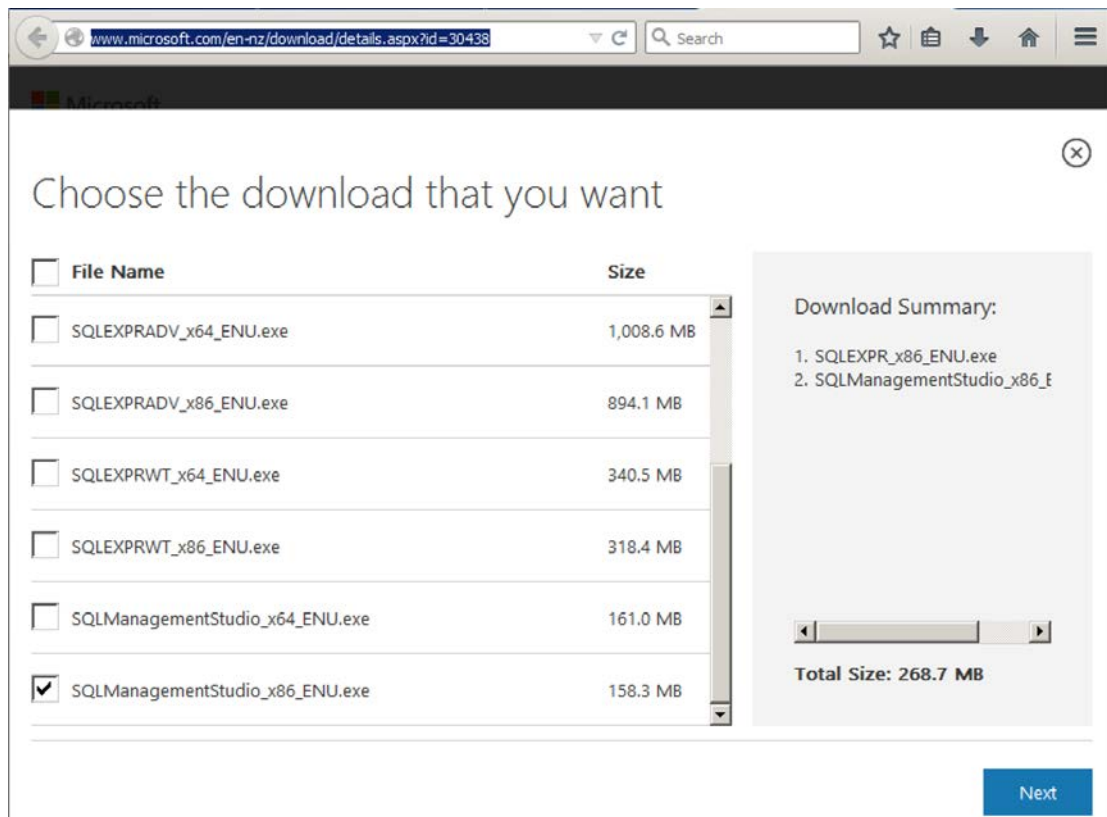 www.microsoft.com/en-nz/download/details.aspx?id=30438
Search
Microsoft
Choose the download that you want
File Name Size
SQLEXPRADV_x64_ENU.exe 1,008.6 MB
SQLEXPRADV_x86_ENU.exe 894.1 MB
SQLEXPRWT_x64_ENU.exe 340.5 MB
SQLEXPRWT_x86_ENU.exe 318.4 MB
SQLManagementStudio_x64_ENU.exe 161.0 MB
SQLManagementStudio_x86_ENU.exe 158.3 MB
Download Summary:
1. SQLEXPR_x86_ENU.exe
2. SQLManagementStudio_x86_E
Total Size: 268.7 MB
Next